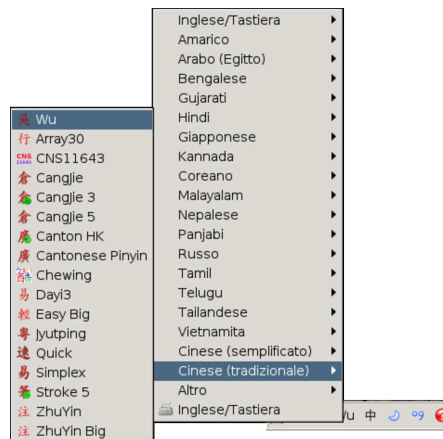 Inglese/Tastiera
Amarico
Arabo (Egitto)
Bengalese
Gujarati
Hindi
Giapponese
Kannada
Coreano
Malayalam
Nepalese
Panjabi
Russo
Tamil
Telugu
Tailandese
Vietnamita
Cinese (semplificato)
Cinese (tradizionale)
Altro
Inglese/Tastiera
吳 Wu
行 Array30
CNS11643 CNS11643
倉 CangJie
倉 CangJie 3
倉 CangJie 5
廣 Canton HK
廣 Cantonese Pinyin
Chewing
易 Dayi3
輕 Easy Big
粵 Jyutping
速 Quick
易 Simplex
筆 Stroke 5
注 ZhuYin
注 ZhuYin Big
/u 中